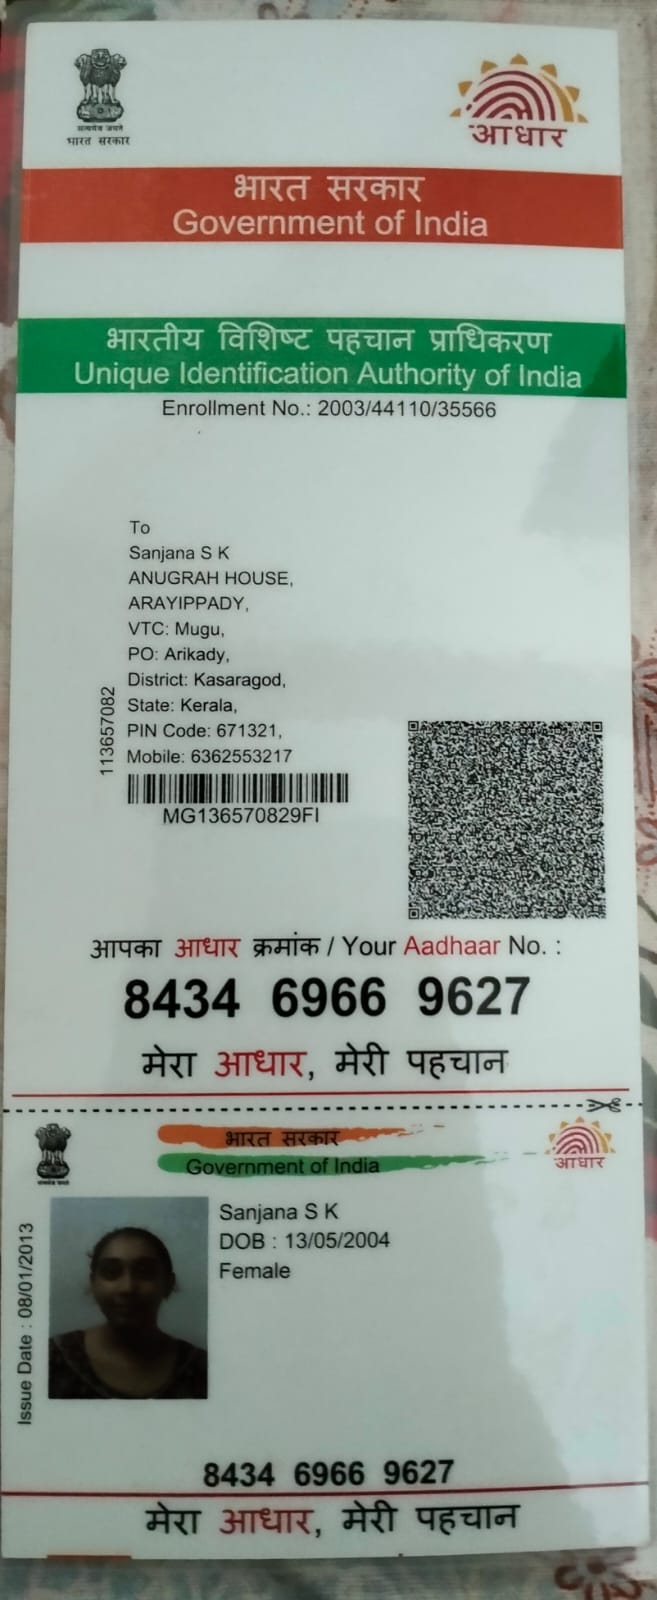 सत्यमेव जयते
भारत सरकार
आधार
भारत सरकार
Government of India
भारतीय विशिष्ट पहचान प्राधिकरण
Unique Identification Authority of India
Enrollment No.: 2003/44110/35566
To
Sanjana S K
ANUGRAH HOUSE,
ARAYIPPADY,
VTC: Mugu,
PO: Arikady,
District: Kasaragod,
State: Kerala,
PIN Code: 671321,
Mobile: 6362553217
113657082
MG136570829FI
आपका आधार क्रमांक / Your Aadhaar No. :
8434 6966 9627
मेरा आधार, मेरी पहचान
भारत सरकार
Government of India
आधार
Issue Date : 08/01/2013
Sanjana S K
DOB : 13/05/2004
Female
8434 6966 9627
मेरा आधार, मेरी पहचान